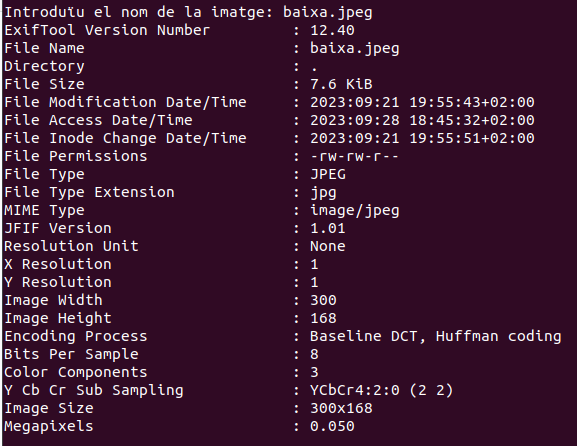 Introduïu el nom de la imatge: baixa.jpeg
ExifTool Version Number : 12.40
File Name : baixa.jpeg
Directory : .
File Size : 7.6 KiB
File Modification Date/Time : 2023:09:21 19:55:43+02:00
File Access Date/Time : 2023:09:28 18:45:32+02:00
File Inode Change Date/Time : 2023:09:21 19:55:51+02:00
File Permissions : -rw-rw-r--
File Type : JPEG
File Type Extension : jpg
MIME Type : image/jpeg
JFIF Version : 1.01
Resolution Unit : None
X Resolution : 1
Y Resolution : 1
Image Width : 300
Image Height : 168
Encoding Process : Baseline DCT, Huffman coding
Bits Per Sample : 8
Color Components : 3
Y Cb Cr Sub Sampling : YCbCr4:2:0 (2 2)
Image Size : 300x168
Megapixels : 0.050